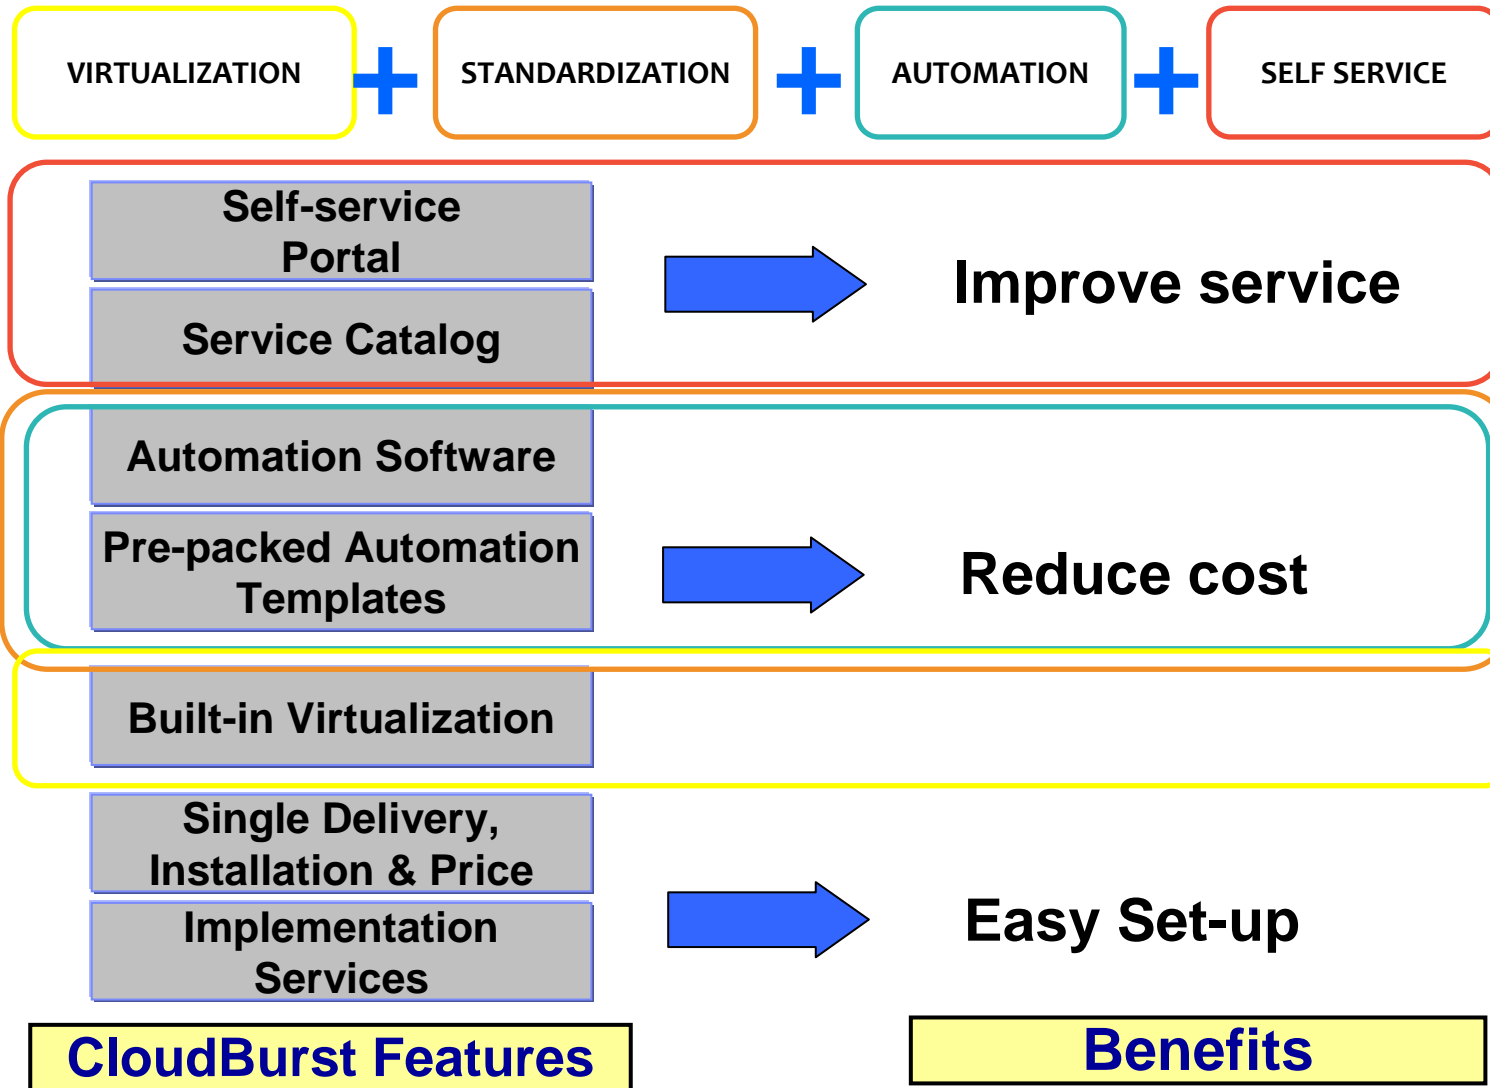 VIRTUALIZATION + STANDARDIZATION + AUTOMATION + SELF SERVICE
Self-service
Portal
Service Catalog
Improve service
Automation Software
Pre-packed Automation
Templates
Reduce cost
Built-in Virtualization
Single Delivery,
Installation & Price
Implementation
Services
Easy Set-up
CloudBurst Features
Benefits